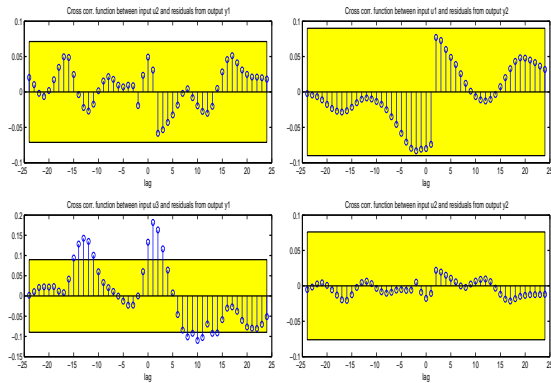 Cross corr. function between input u2 and residuals from output y1
0.1
0.05
0
−0.05
−0.1
−25 −20 −15 −10 −5 0 5 10 15 20 25
lag
Cross corr. function between input u1 and residuals from output y2
0.1
0.05
0
−0.05
−0.1
−25 −20 −15 −10 −5 0 5 10 15 20 25
lag
Cross corr. function between input u3 and residuals from output y1
0.2
0.15
0.1
0.05
0
−0.05
−0.1
−0.15
−25 −20 −15 −10 −5 0 5 10 15 20 25
lag
Cross corr. function between input u2 and residuals from output y2
0.1
0.05
0
−0.05
−0.1
−25 −20 −15 −10 −5 0 5 10 15 20 25
lag